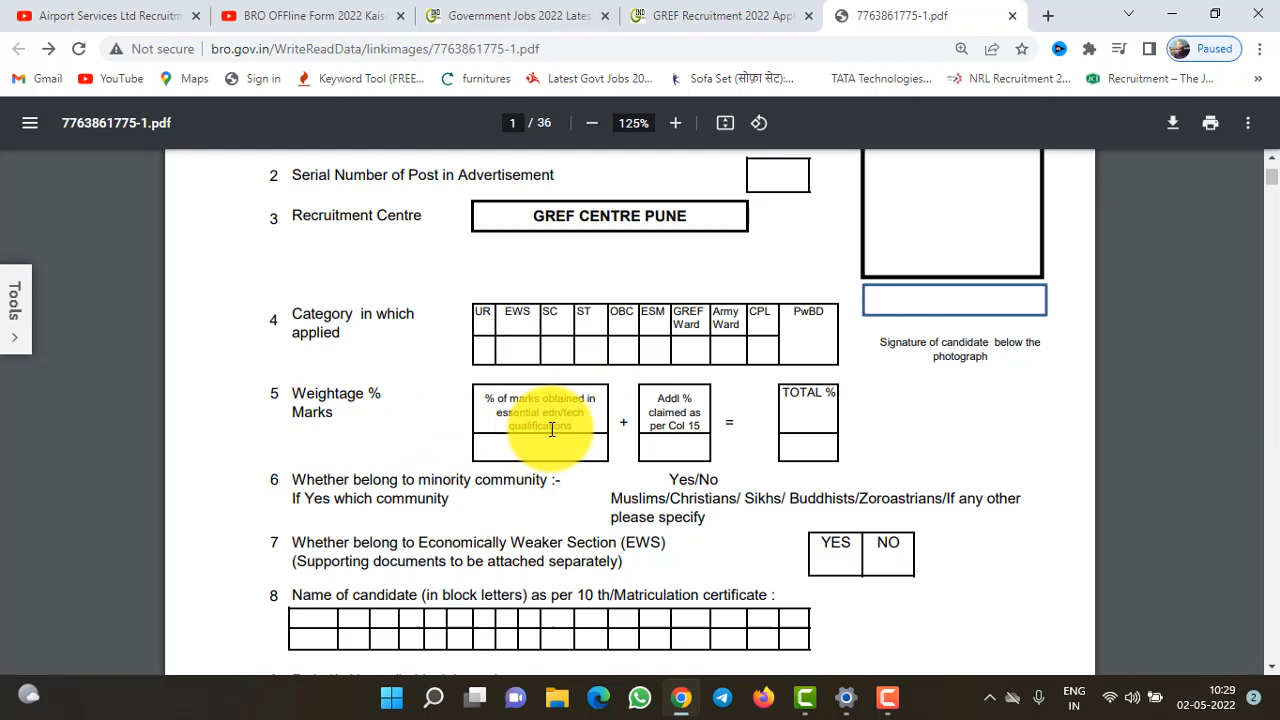 Airport Services Ltd Recruitm
BRO OFFline Form 2022 Kaise
Government Jobs 2022 Lates
GREF Recruitment 2022 Appl
7763861775-1.pdf
Not secure
bro.gov.in/WriteReadData/linkimages/7763861775-1.pdf
Paused
Gmail
YouTube
Maps
Sign in
Keyword Tool (FREE...
furnitures
Latest Govt Jobs 20...
Sofa Set (सोफ़ा सेट):...
TATA Technologies...
NRL Recruitment 2...
Recruitment – The J...
»
7763861775-1.pdf
1 / 36
125%
Tools
2 Serial Number of Post in Advertisement
3 Recruitment Centre
GREF CENTRE PUNE
4 Category in which
applied
UR EWS SC ST OBC ESM GREF Ward Army Ward CPL PwBD
Signature of candidate below the
photograph
5 Weightage %
Marks
% of marks obtained in
essential edn/tech
qualifications
+
Addl %
claimed as
per Col 15
=
TOTAL %
6 Whether belong to minority community :- Yes/No
If Yes which community
Muslims/Christians/ Sikhs/ Buddhists/Zoroastrians/If any other
please specify
7 Whether belong to Economically Weaker Section (EWS)
(Supporting documents to be attached separately)
YES NO
8 Name of candidate (in block letters) as per 10 th/Matriculation certificate :
ENG
IN
10:29
02-05-2022
2